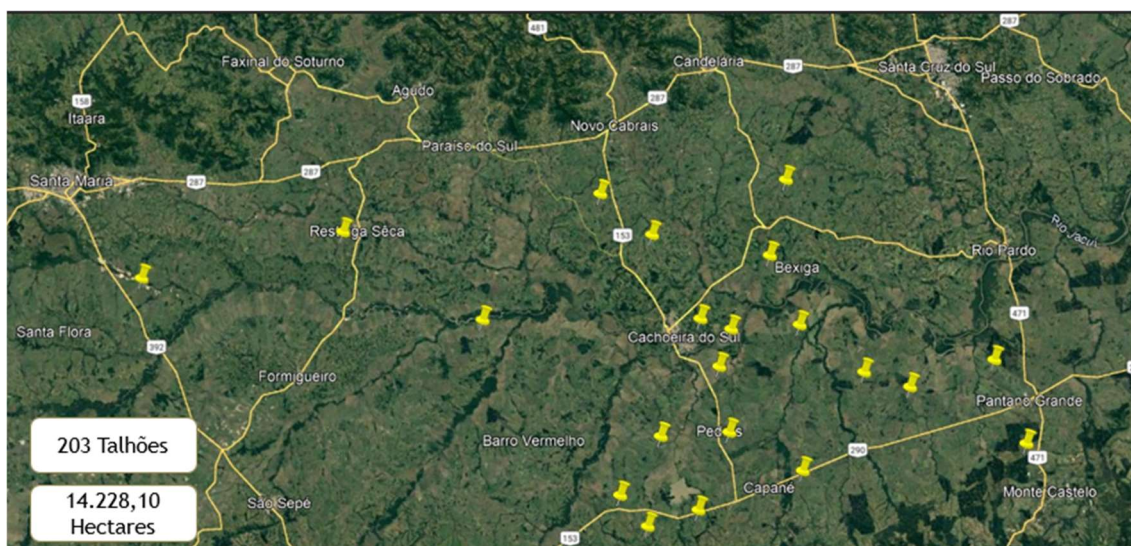 287
481
Faxinal do Soturno
Candelária
287
Santa Cruz do Sul
Passo do Sobrado
158
Agudo
287
Itaara
Novo Cabrais
Paraíso do Sul
287
Santa Maria
287
Restinga Sêca
153
Rio Jacuí
Bexiga
Rio Pardo
Santa Flora
471
392
Cachoeira do Sul
Formigueiro
Pantano Grande
203 Talhões
Barro Vermelho
290
471
14.228,10
Hectares
São Sepé
Capané
Monte Castelo
153